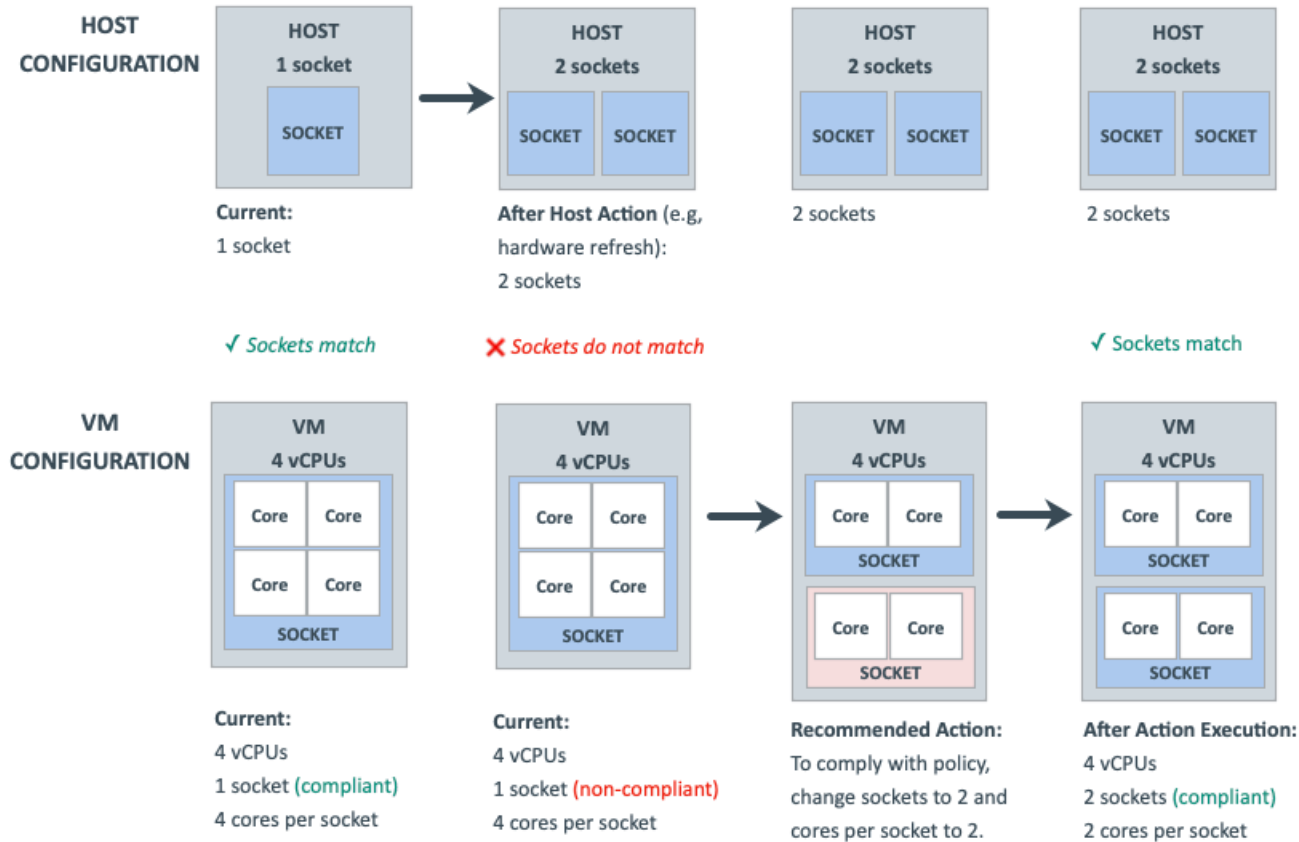 HOST
CONFIGURATION
HOST
1 socket
SOCKET
Current:
1 socket
HOST
2 sockets
SOCKET SOCKET
After Host Action (e.g,
hardware refresh):
2 sockets
HOST
2 sockets
SOCKET SOCKET
2 sockets
HOST
2 sockets
SOCKET SOCKET
2 sockets
✓ Sockets match
✗ Sockets do not match
✓ Sockets match
VM
CONFIGURATION
VM
4 vCPUs
Core Core
Core Core
SOCKET
Current:
4 vCPUs
1 socket (compliant)
4 cores per socket
VM
4 vCPUs
Core Core
Core Core
SOCKET
Current:
4 vCPUs
1 socket (non-compliant)
4 cores per socket
VM
4 vCPUs
Core Core
SOCKET
Core Core
SOCKET
Recommended Action:
To comply with policy,
change sockets to 2 and
cores per socket to 2.
VM
4 vCPUs
Core Core
SOCKET
Core Core
SOCKET
After Action Execution:
4 vCPUs
2 sockets (compliant)
2 cores per socket